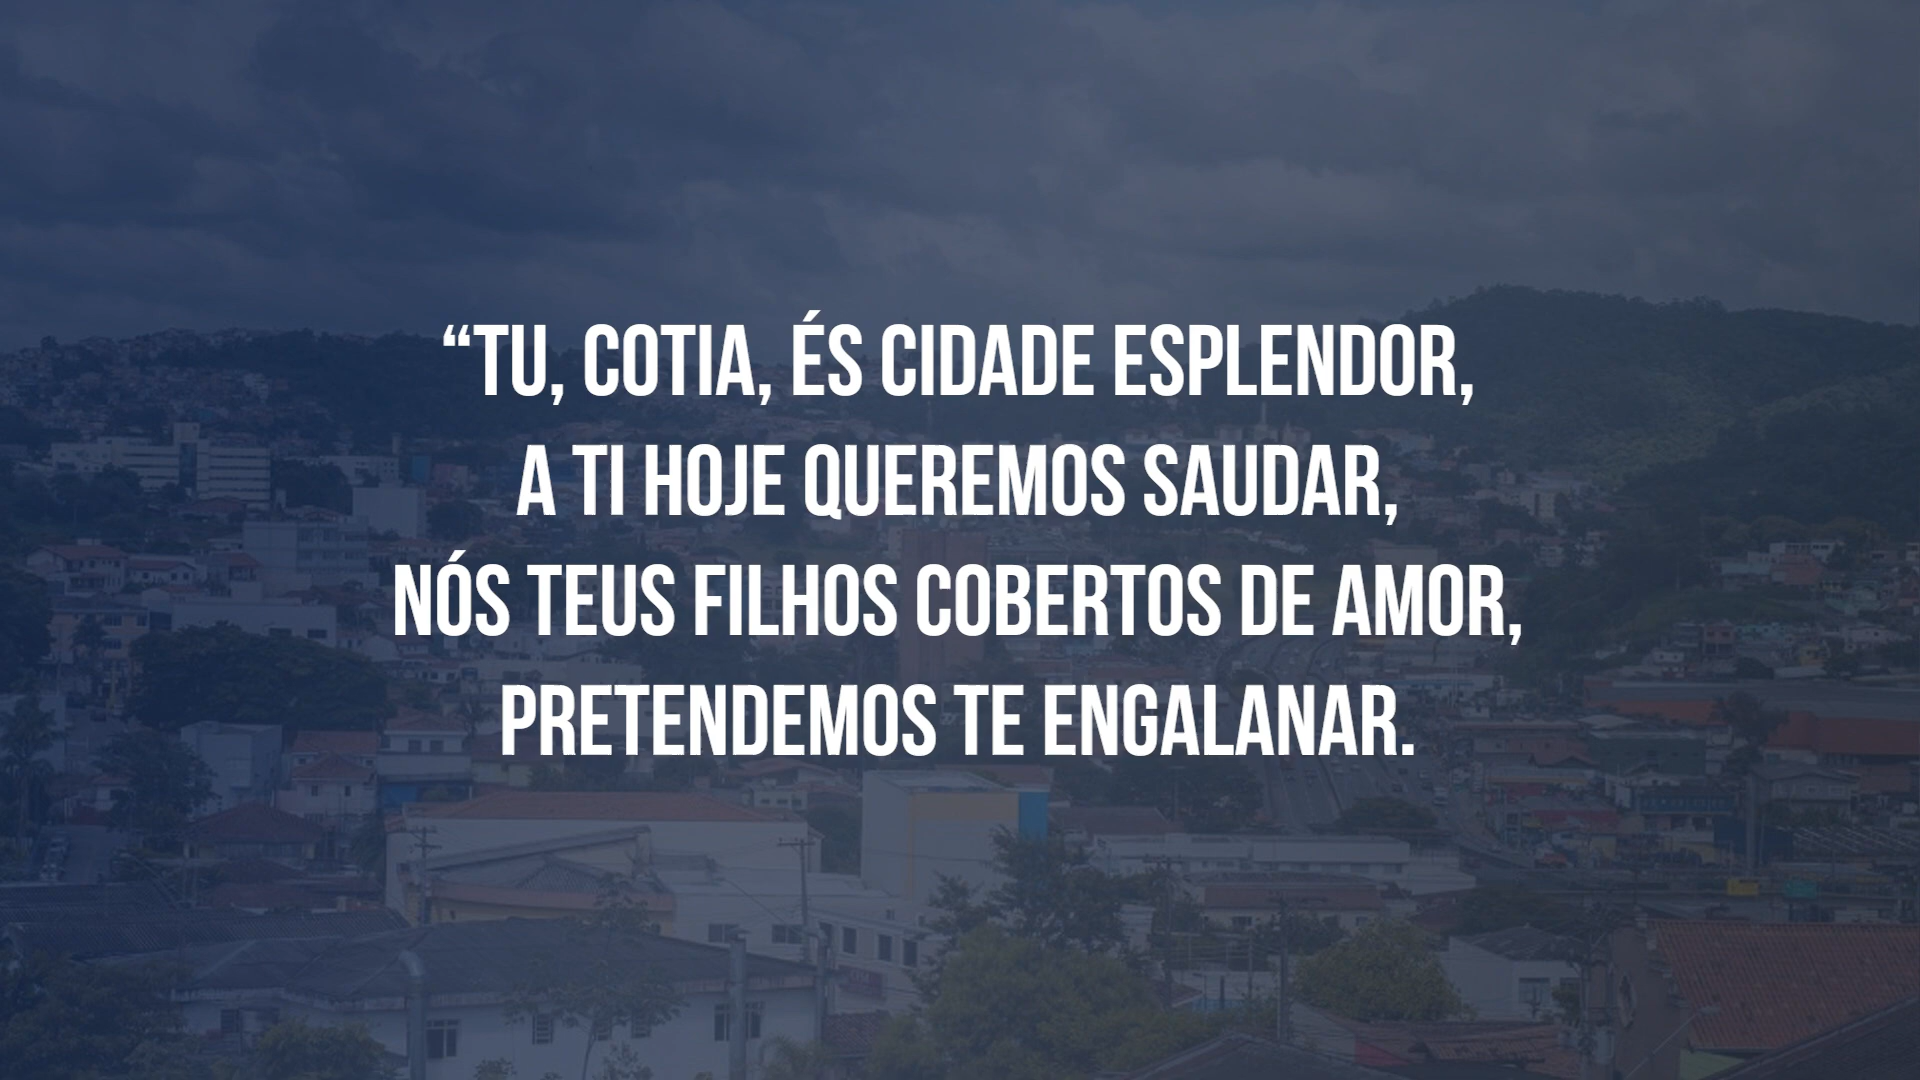 “TU, COTIA, ÉS CIDADE ESPLENDOR,
A TI HOJE QUEREMOS SAUDAR,
NÓS TEUS FILHOS COBERTOS DE AMOR,
PRETENDEMOS TE ENGALANAR.